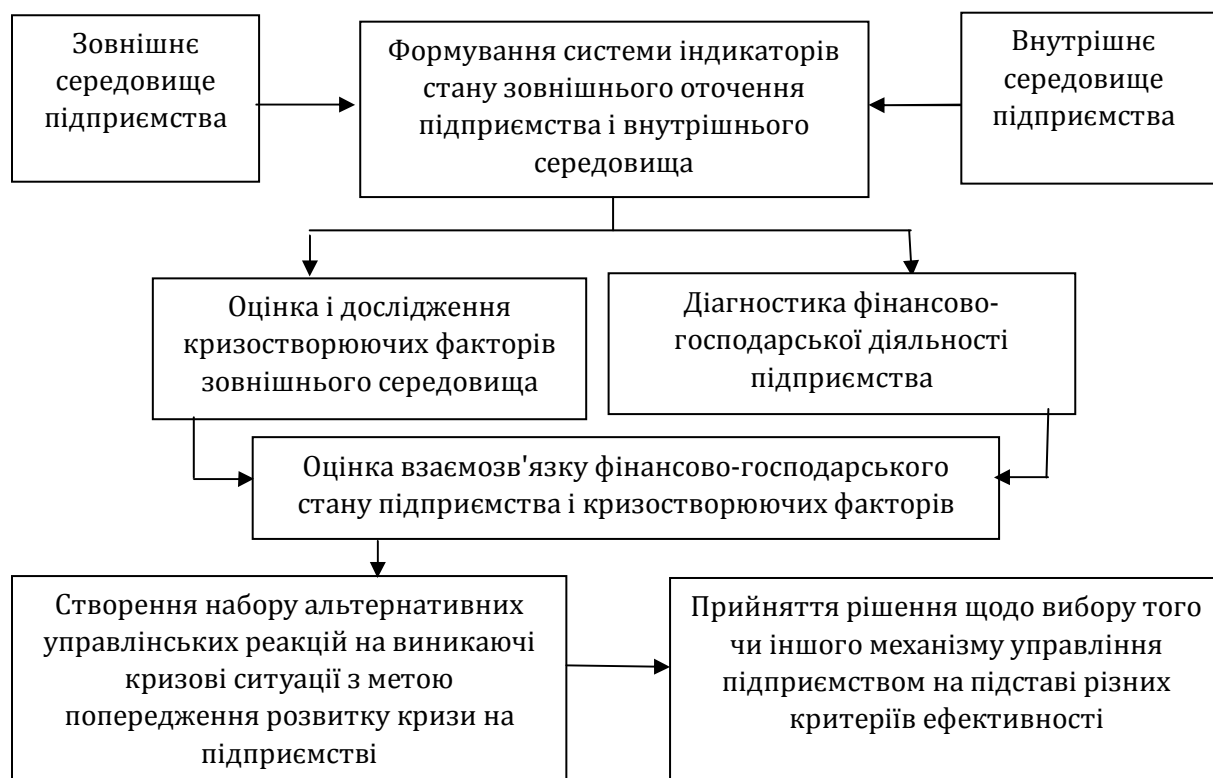 Зовнішнє
середовище
підприємства
Формування системи індикаторів
стану зовнішнього оточення
підприємства і внутрішнього
середовища
Внутрішнє
середовище
підприємства
Оцінка і дослідження
кризостворюючих факторів
зовнішнього середовища
Діагностика фінансово-
господарської діяльності
підприємства
Оцінка взаємозв'язку фінансово-господарського
стану підприємства і кризостворюючих факторів
Створення набору альтернативних
управлінських реакцій на виникаючі
кризові ситуації з метою
попередження розвитку кризи на
підприємстві
Прийняття рішення щодо вибору того
чи іншого механізму управління
підприємством на підставі різних
критеріїв ефективності